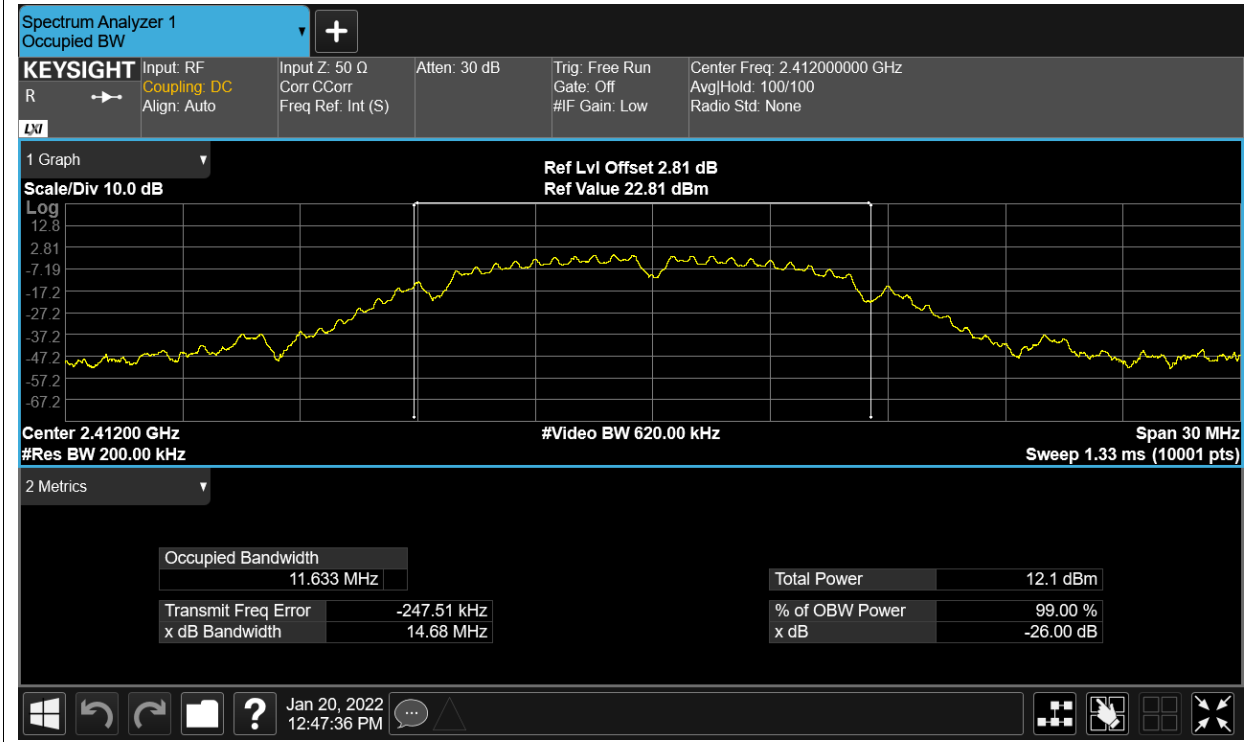 Spectrum Analyzer 1
Occupied BW
KEYSIGHT Input: RF Input Z: 50 Ω Atten: 30 dB Trig: Free Run Center Freq: 2.412000000 GHz
R Coupling: DC Corr CCorr Gate: Off Avg|Hold: 100/100
Align: Auto Freq Ref: Int (S) #IF Gain: Low Radio Std: None
LXI
1 Graph
Ref Lvl Offset 2.81 dB
Scale/Div 10.0 dB Ref Value 22.81 dBm
Log
12.8
2.81
-7.19
-17.2
-27.2
-37.2
-47.2
-57.2
-67.2
Center 2.41200 GHz #Video BW 620.00 kHz Span 30 MHz
#Res BW 200.00 kHz Sweep 1.33 ms (10001 pts)
2 Metrics
Occupied Bandwidth
11.633 MHz Total Power 12.1 dBm
Transmit Freq Error -247.51 kHz % of OBW Power 99.00 %
x dB Bandwidth 14.68 MHz x dB -26.00 dB
? Jan 20, 2022
12:47:36 PM